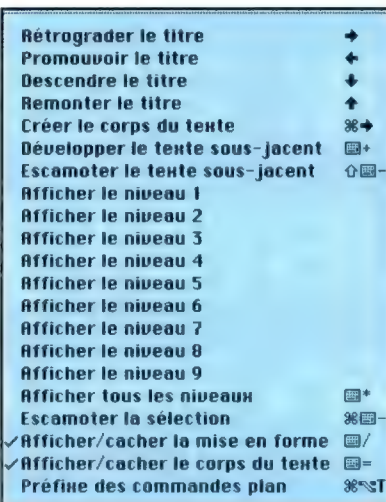 Rétrograder le titre ➔
Promouvoir le titre ←
Descendre le titre ↓
Remonter le titre ↑
Créer le corps du texte ⌘➔
Développer le texte sous-jacent ⌨+
Escamoter le texte sous-jacent ⇧⌨-
Afficher le niveau 1
Afficher le niveau 2
Afficher le niveau 3
Afficher le niveau 4
Afficher le niveau 5
Afficher le niveau 6
Afficher le niveau 7
Afficher le niveau 8
Afficher le niveau 9
Afficher tous les niveaux ⌨*
Escamoter la sélection ⌘⌨-
✓Afficher/cacher la mise en forme ⌨/
✓Afficher/cacher le corps du texte ⌨=
Préfixe des commandes plan ⌘⌥T